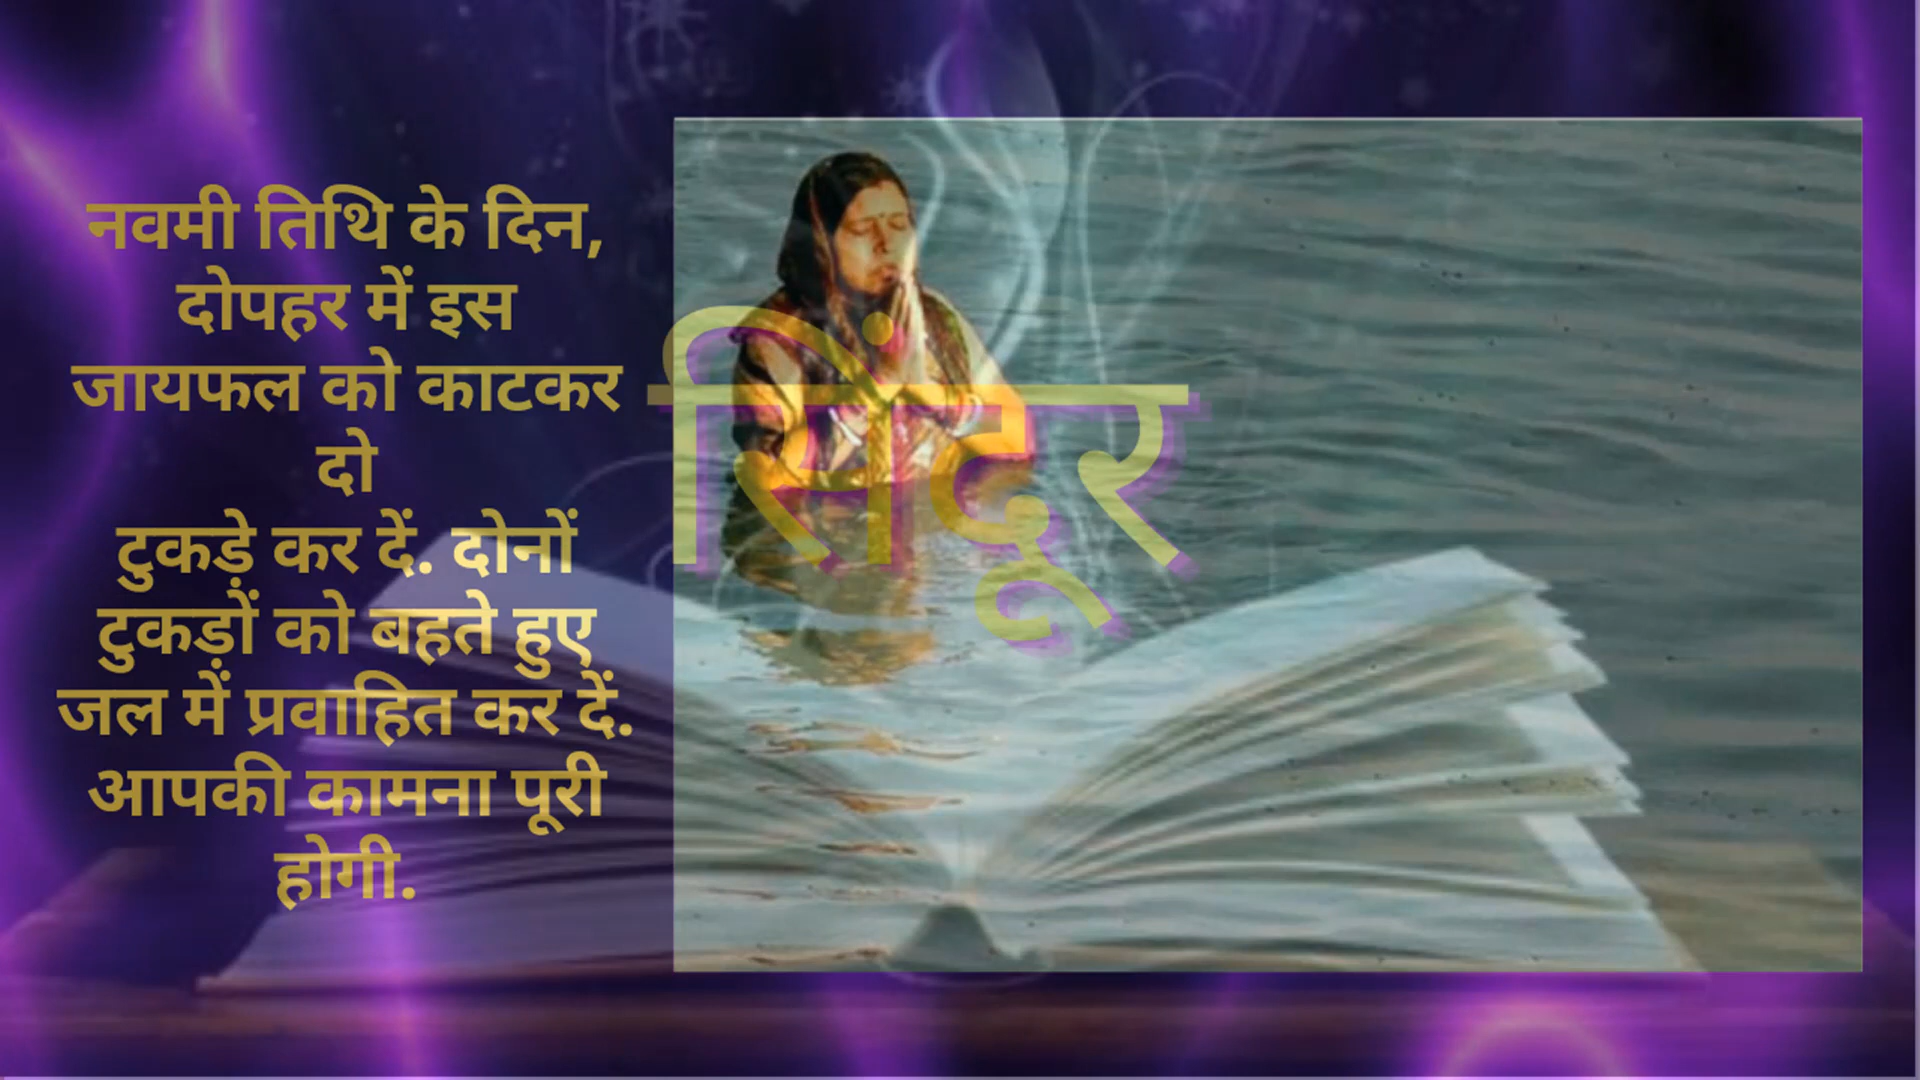 नवमी तिथि के दिन,
दोपहर में इस
जायफल को काटकर
दो
टुकड़े कर दें. दोनों
टुकड़ों को बहते हुए
जल में प्रवाहित कर दें.
आपकी कामना पूरी
होगी.
सिंदूर